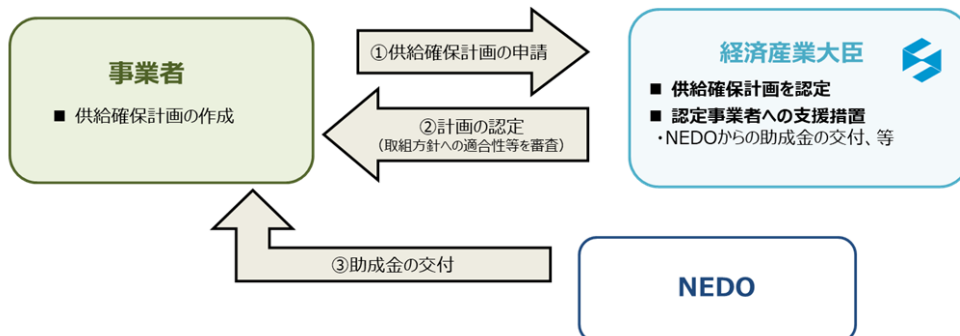 事業者
■ 供給確保計画の作成
①供給確保計画の申請
②計画の認定
(取組方針への適合性等を審査)
経済産業大臣
■ 供給確保計画を認定
■ 認定事業者への支援措置
・NEDOからの助成金の交付、等
③助成金の交付
NEDO